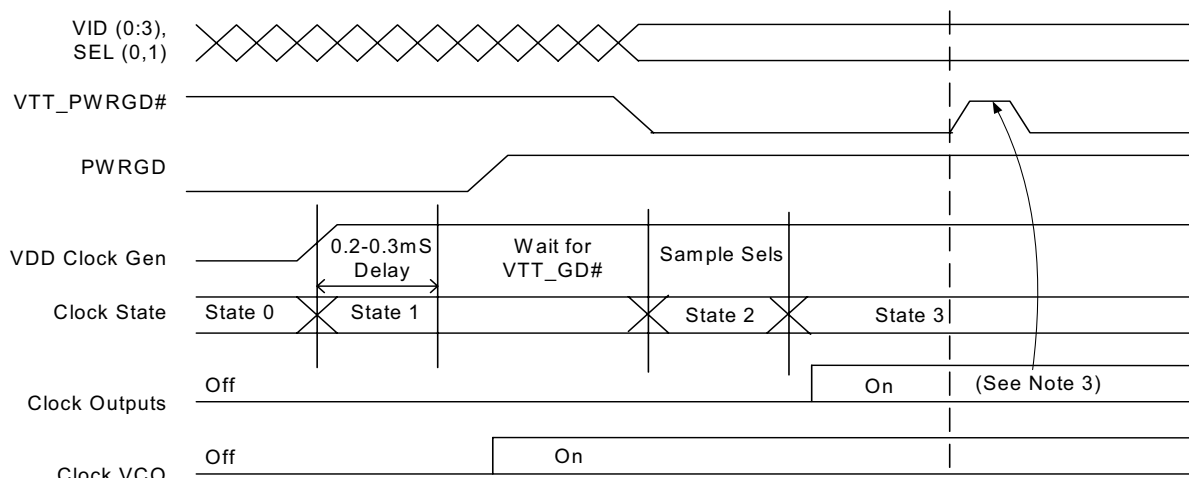 VID (0:3),
SEL (0,1)
VTT_PWRGD#
PWRGD
VDD Clock Gen
0.2-0.3mS
Delay
Wait for
VTT_GD#
Sample Sels
Clock State
State 0
State 1
State 2
State 3
Clock Outputs
Off
On
(See Note 3)
Clock VCO
Off
On